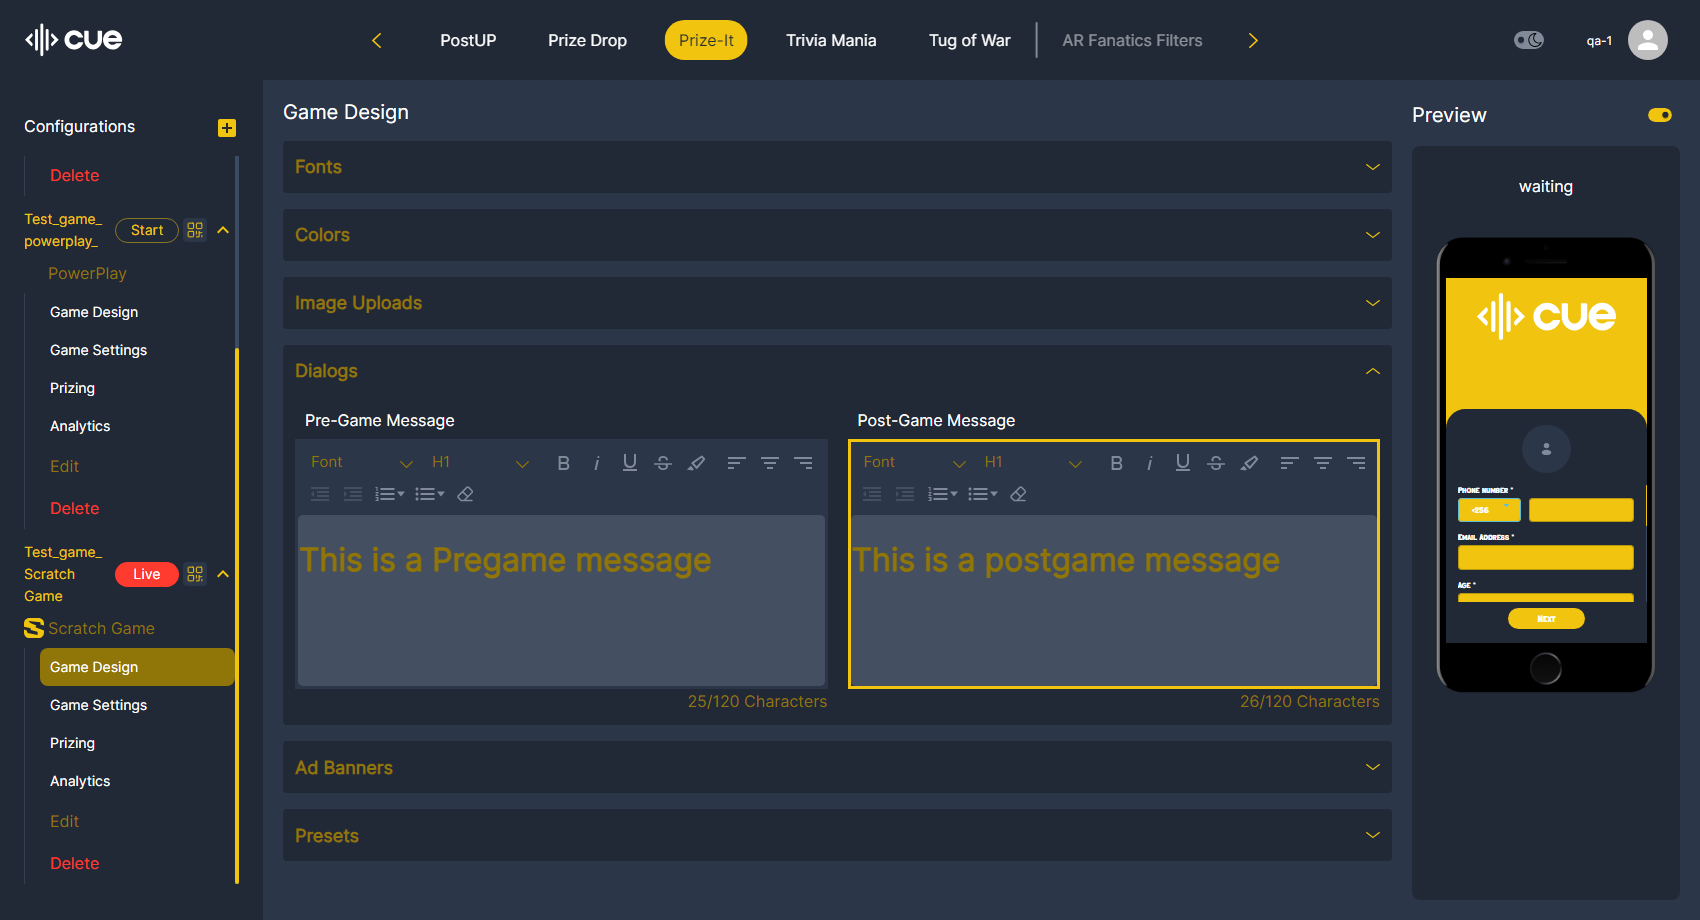 cue
PostUP
Prize Drop
Prize-It
Trivia Mania
Tug of War
AR Fanatics Filters
qa-1
Configurations
Delete
Test_game_
powerplay_
Start
PowerPlay
Game Design
Game Settings
Prizing
Analytics
Edit
Delete
Test_game_
Scratch
Game
Live
Scratch Game
Game Design
Game Settings
Prizing
Analytics
Edit
Delete
Game Design
Fonts
Colors
Image Uploads
Dialogs
Pre-Game Message
Font
H1
This is a Pregame message
25/120 Characters
Post-Game Message
Font
H1
This is a postgame message
26/120 Characters
Ad Banners
Presets
Preview
waiting
cue
Phone number *
+256
Email Address *
Age *
Next